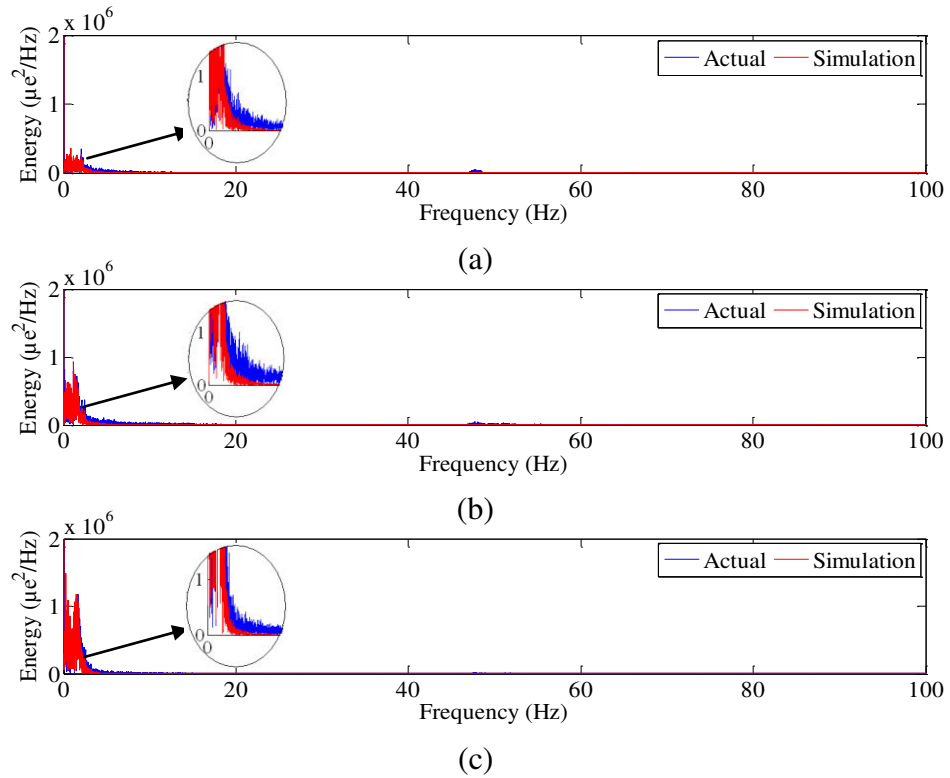 x 10⁶
2
1
0
Energy (µe²/Hz)
1
0
0
Actual Simulation
0 20 40 60 80 100
Frequency (Hz)
(a)
x 10⁶
2
1
0
Energy (µe²/Hz)
1
0
0
Actual Simulation
0 20 40 60 80 100
Frequency (Hz)
(b)
x 10⁶
2
1
0
Energy (µe²/Hz)
1
0
0
Actual Simulation
0 20 40 60 80 100
Frequency (Hz)
(c)